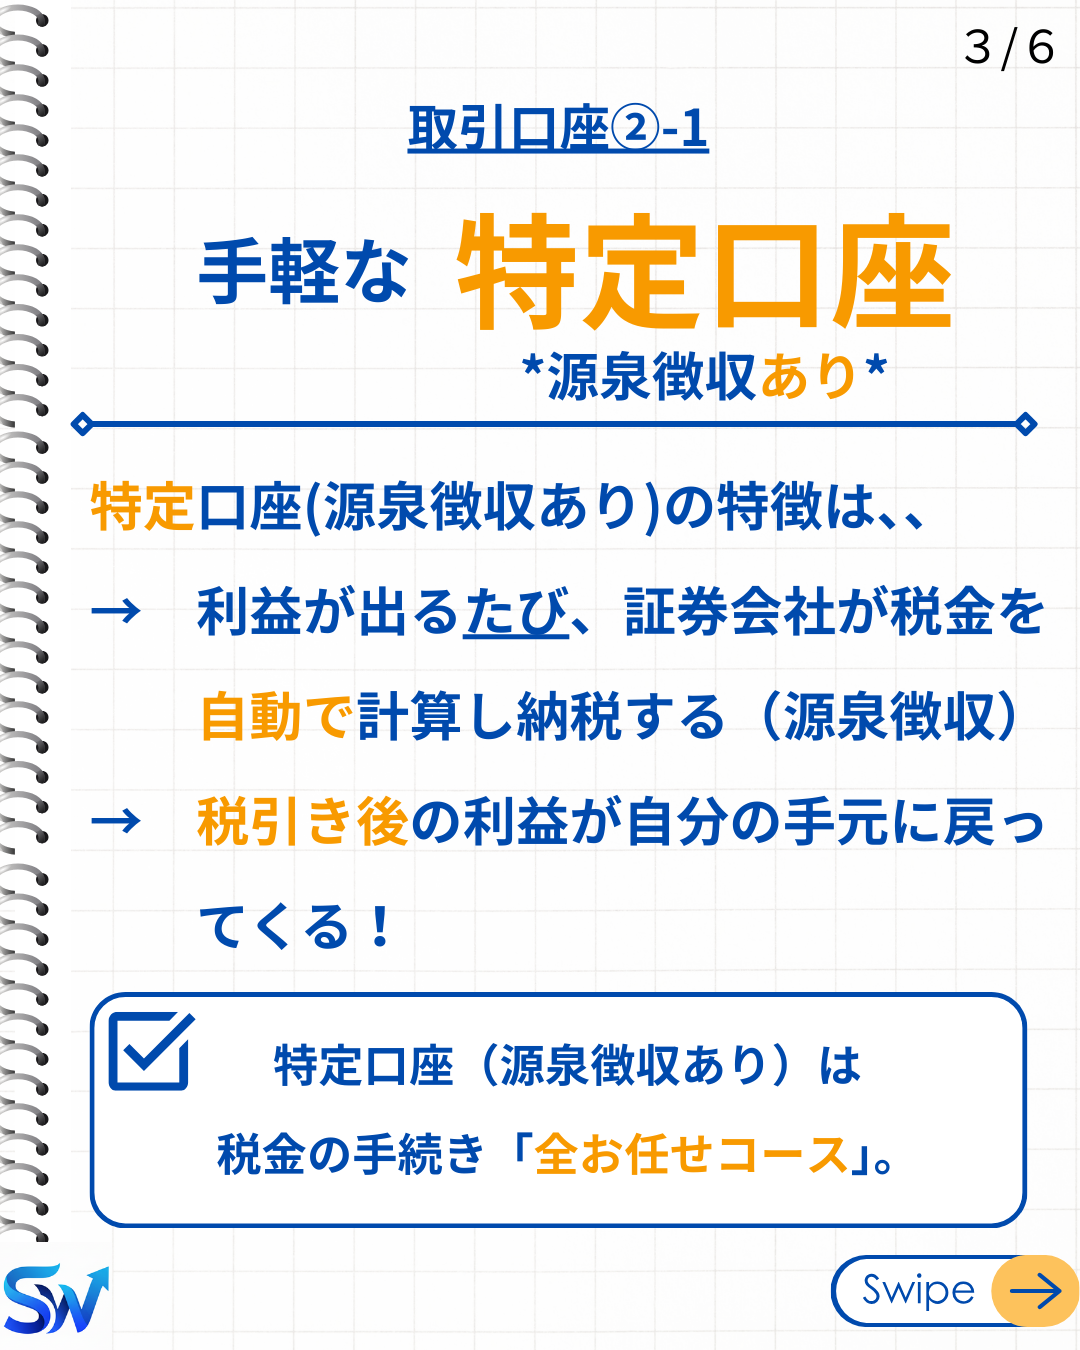 3/6
取引口座②-1
手軽な 特定口座
*源泉徴収あり*
特定口座(源泉徴収あり)の特徴は、、
→ 利益が出るたび、証券会社が税金を
自動で計算し納税する（源泉徴収）
→ 税引き後の利益が自分の手元に戻っ
てくる！
特定口座（源泉徴収あり）は
税金の手続き「全お任せコース」。
SW
Swipe →